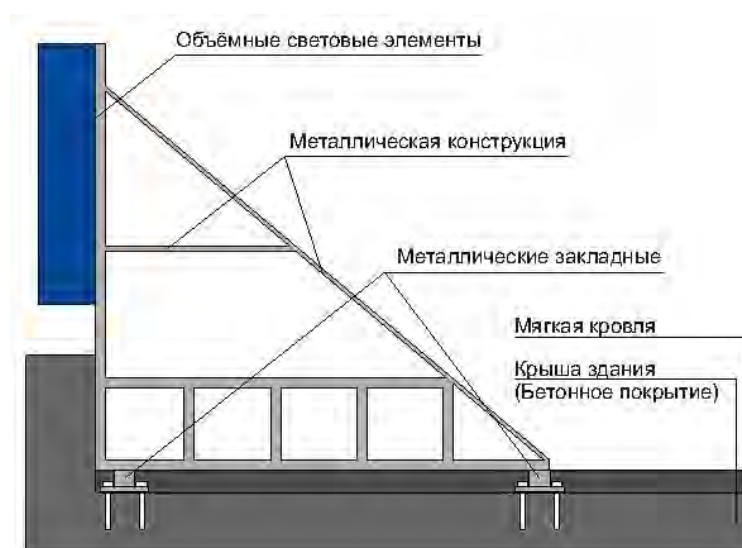 Объёмные световые элементы
Металлическая конструкция
Металлические закладные
Мягкая кровля
Крыша здания
(Бетонное покрытие)